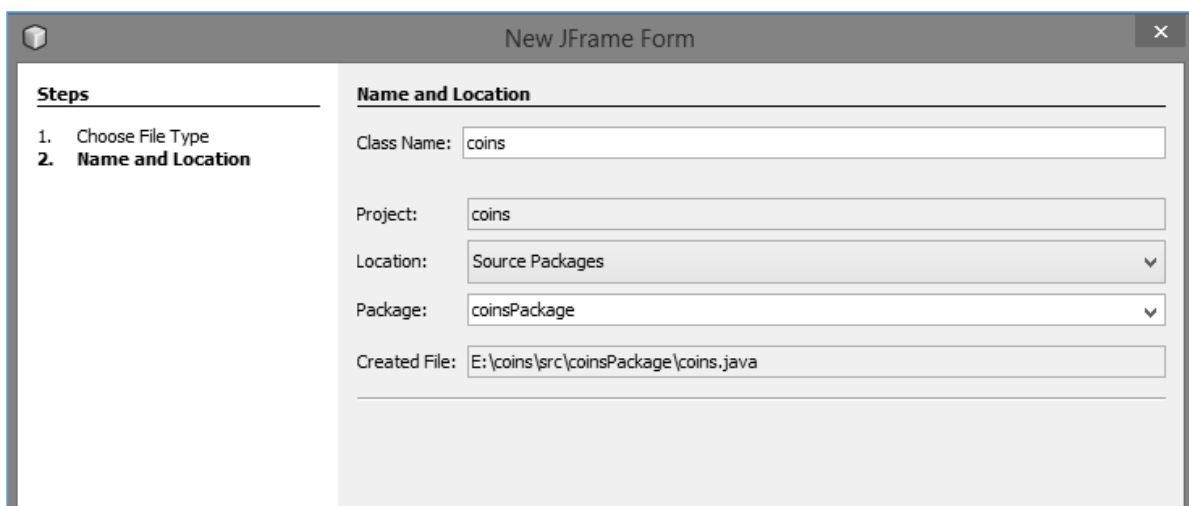 New JFrame Form
×
Steps
1. Choose File Type
2. Name and Location
Name and Location
Class Name: coins
Project: coins
Location: Source Packages
Package: coinsPackage
Created File: E:\coins\src\coinsPackage\coins.java